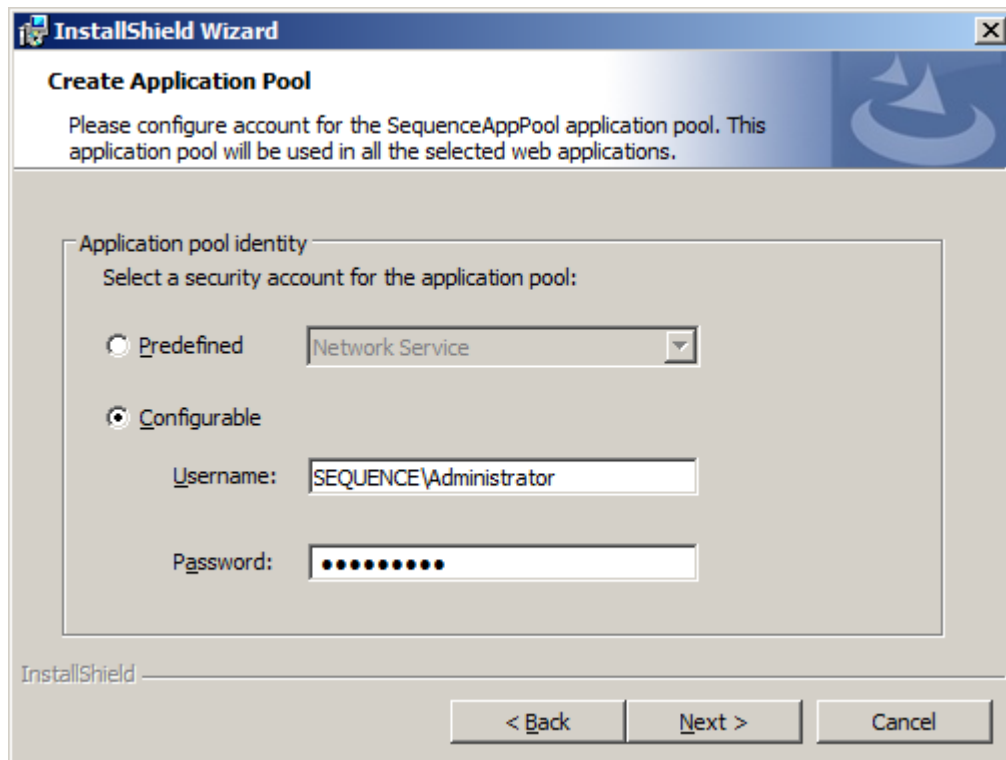 InstallShield Wizard
Create Application Pool
Please configure account for the SequenceAppPool application pool. This
application pool will be used in all the selected web applications.
Application pool identity
Select a security account for the application pool:
Predefined
Network Service
Configurable
Username:
SEQUENCE\Administrator
Password:
•••••••••
InstallShield
< Back
Next >
Cancel